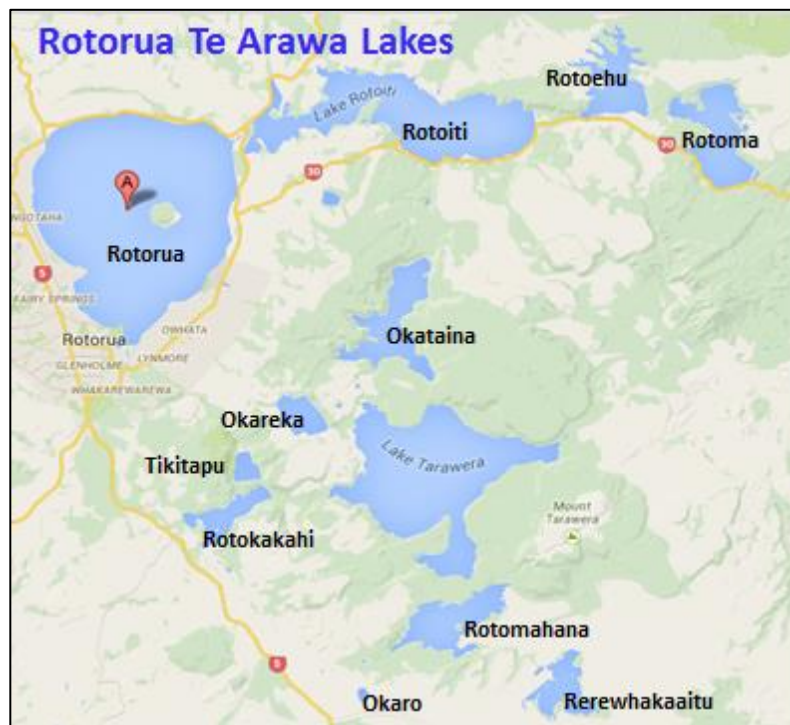 Rotorua Te Arawa Lakes
Rotoehu
Lake Rotoiti
Rotoiti
Rotoma
30
30
A
NGOTAHA
Rotorua
5
FAIRY SPRINGS
Rotorua
OWHATA
LYNMORE
GLENHOLME
WHAKAREWAREWA
Okataina
Okareka
Lake Tarawera
Tikitapu
Rotokakahi
Mount
Tarawera
Rotomahana
5
Okaro
Rerewhakaaitu